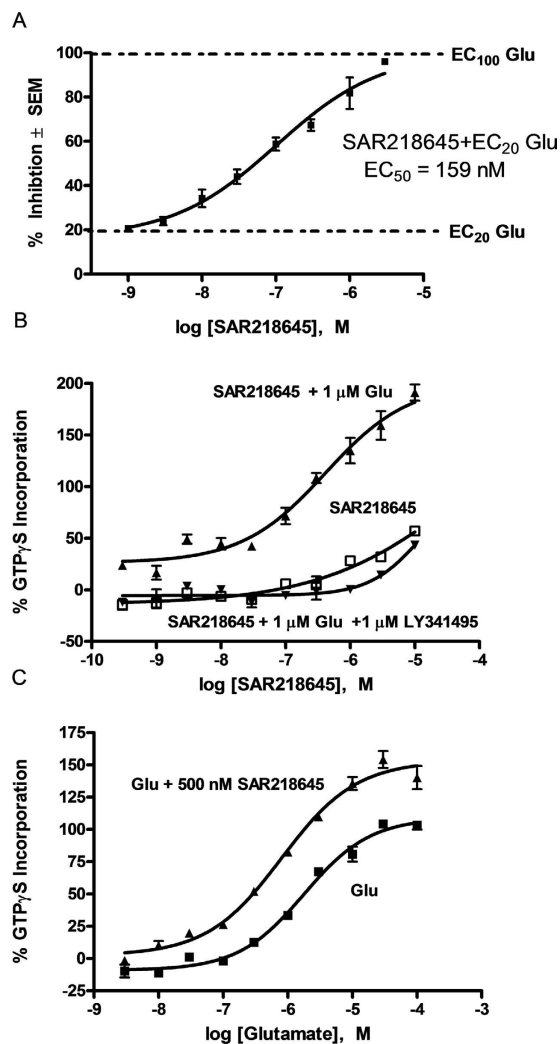 A
% Inhibtion ± SEM
100
80
60
40
20
0
EC100 Glu
SAR218645+EC20 Glu
EC50 = 159 nM
EC20 Glu
-9
-8
-7
-6
-5
log [SAR218645], M
B
% GTPγS Incorporation
200
150
100
50
0
-50
SAR218645 + 1 μM Glu
SAR218645
SAR218645 + 1 μM Glu +1 μM LY341495
-10
-9
-8
-7
-6
-5
-4
log [SAR218645], M
C
% GTPγS Incorporation
175
150
125
100
75
50
25
0
-25
Glu + 500 nM SAR218645
Glu
-9
-8
-7
-6
-5
-4
-3
log [Glutamate], M